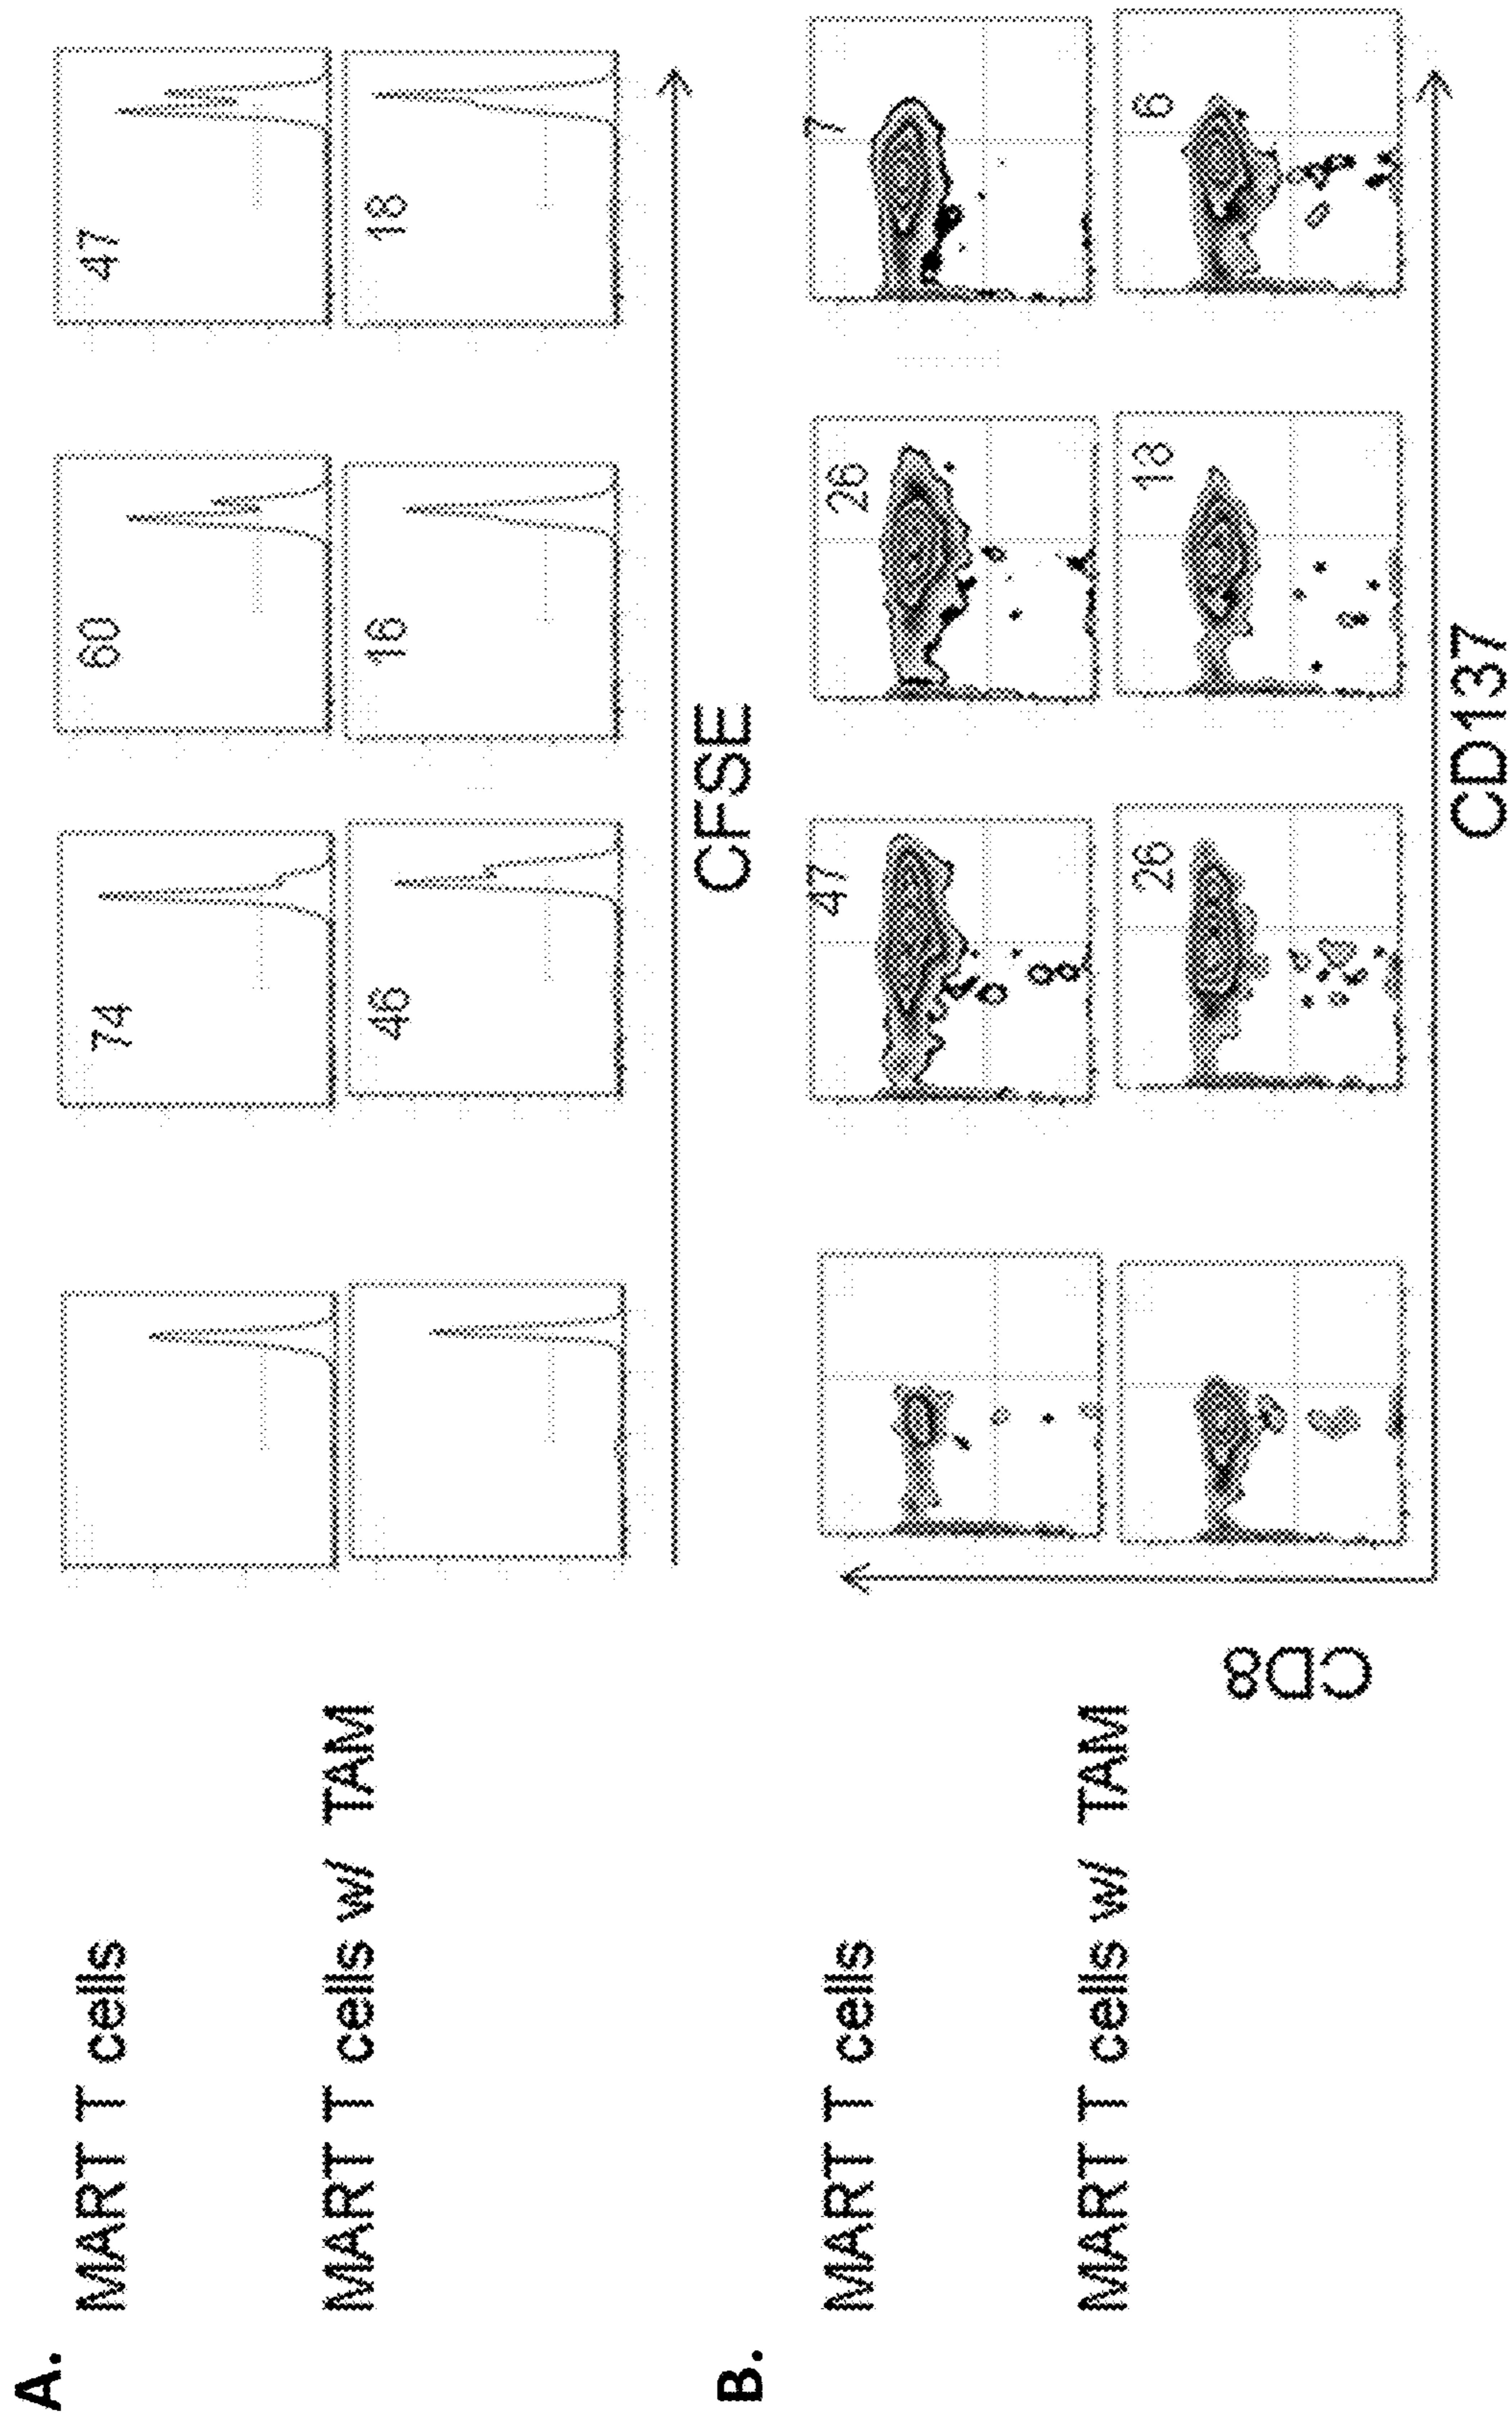 A.
MART T cells
74 60 47
MART T cells w/ TAM
46 16 18
CFSE
B.
MART T cells
47 26 7
MART T cells w/ TAM
26 18 6
CD8
CD137